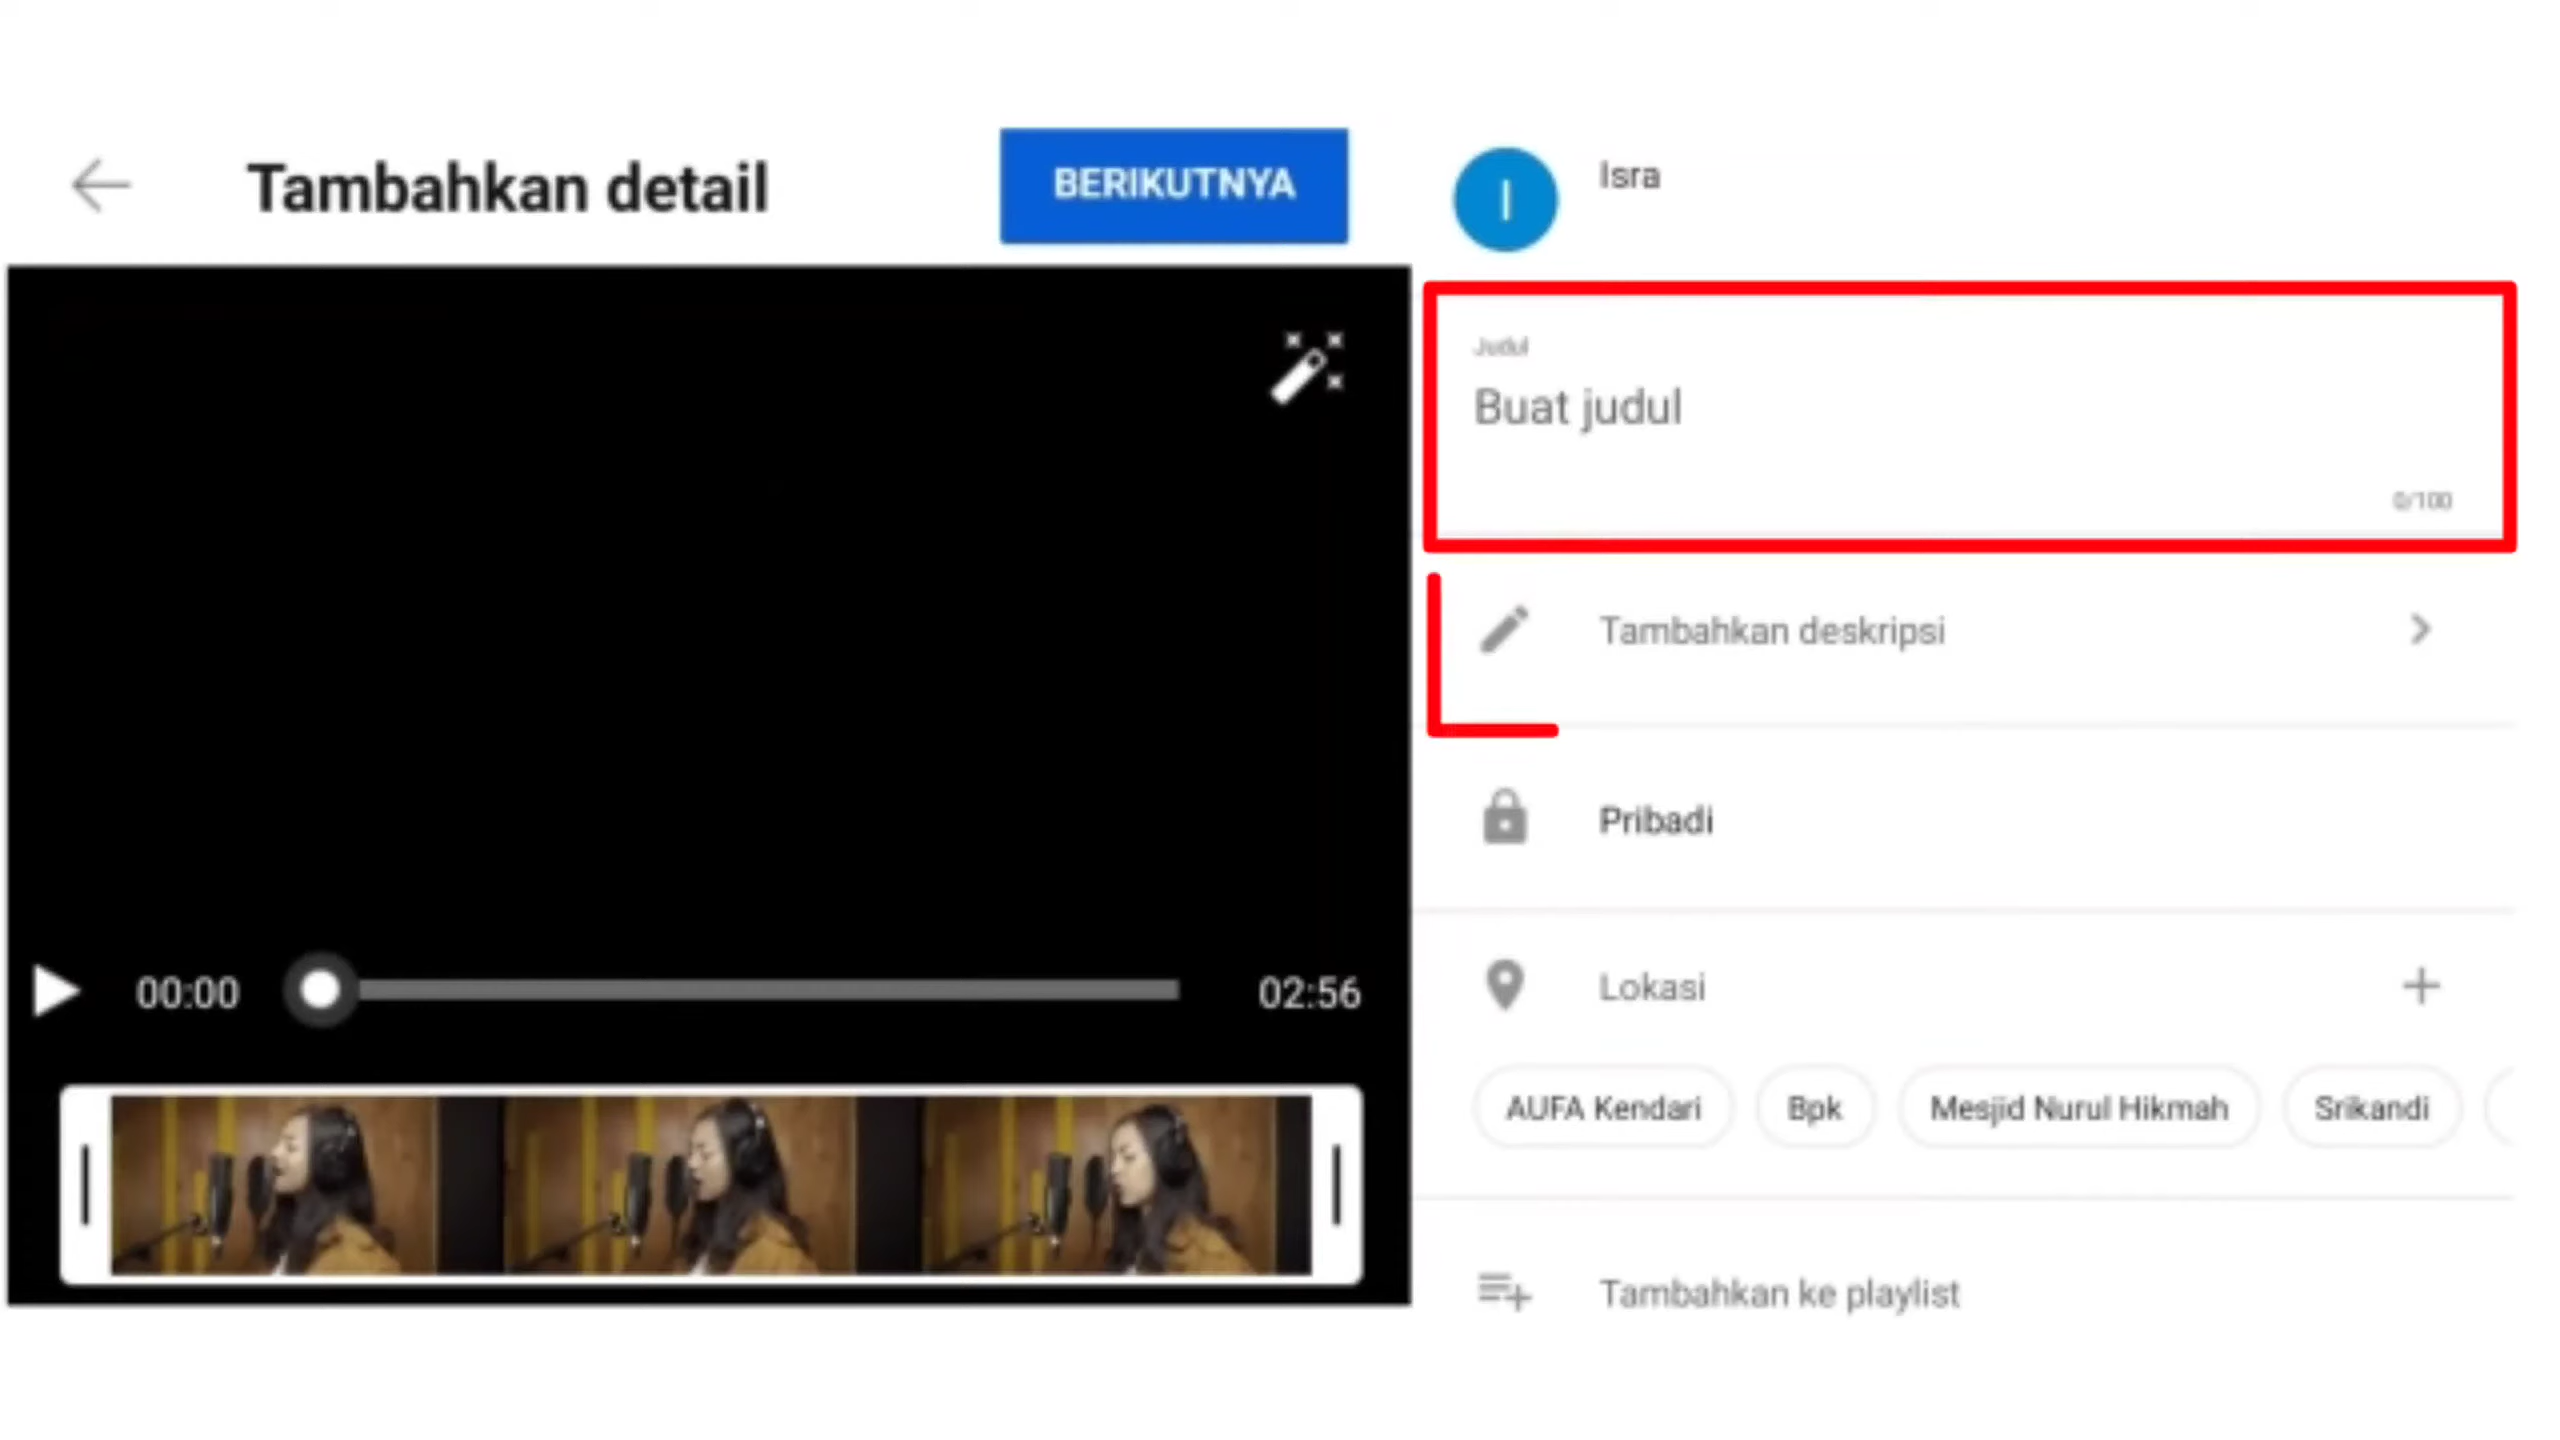 Tambahkan detail
BERIKUTNYA
00:00
02:56
I
Isra
Judul
Buat judul
0/100
Tambahkan deskripsi
Pribadi
Lokasi
AUFA Kendari
Bpk
Mesjid Nurul Hikmah
Srikandi
Tambahkan ke playlist